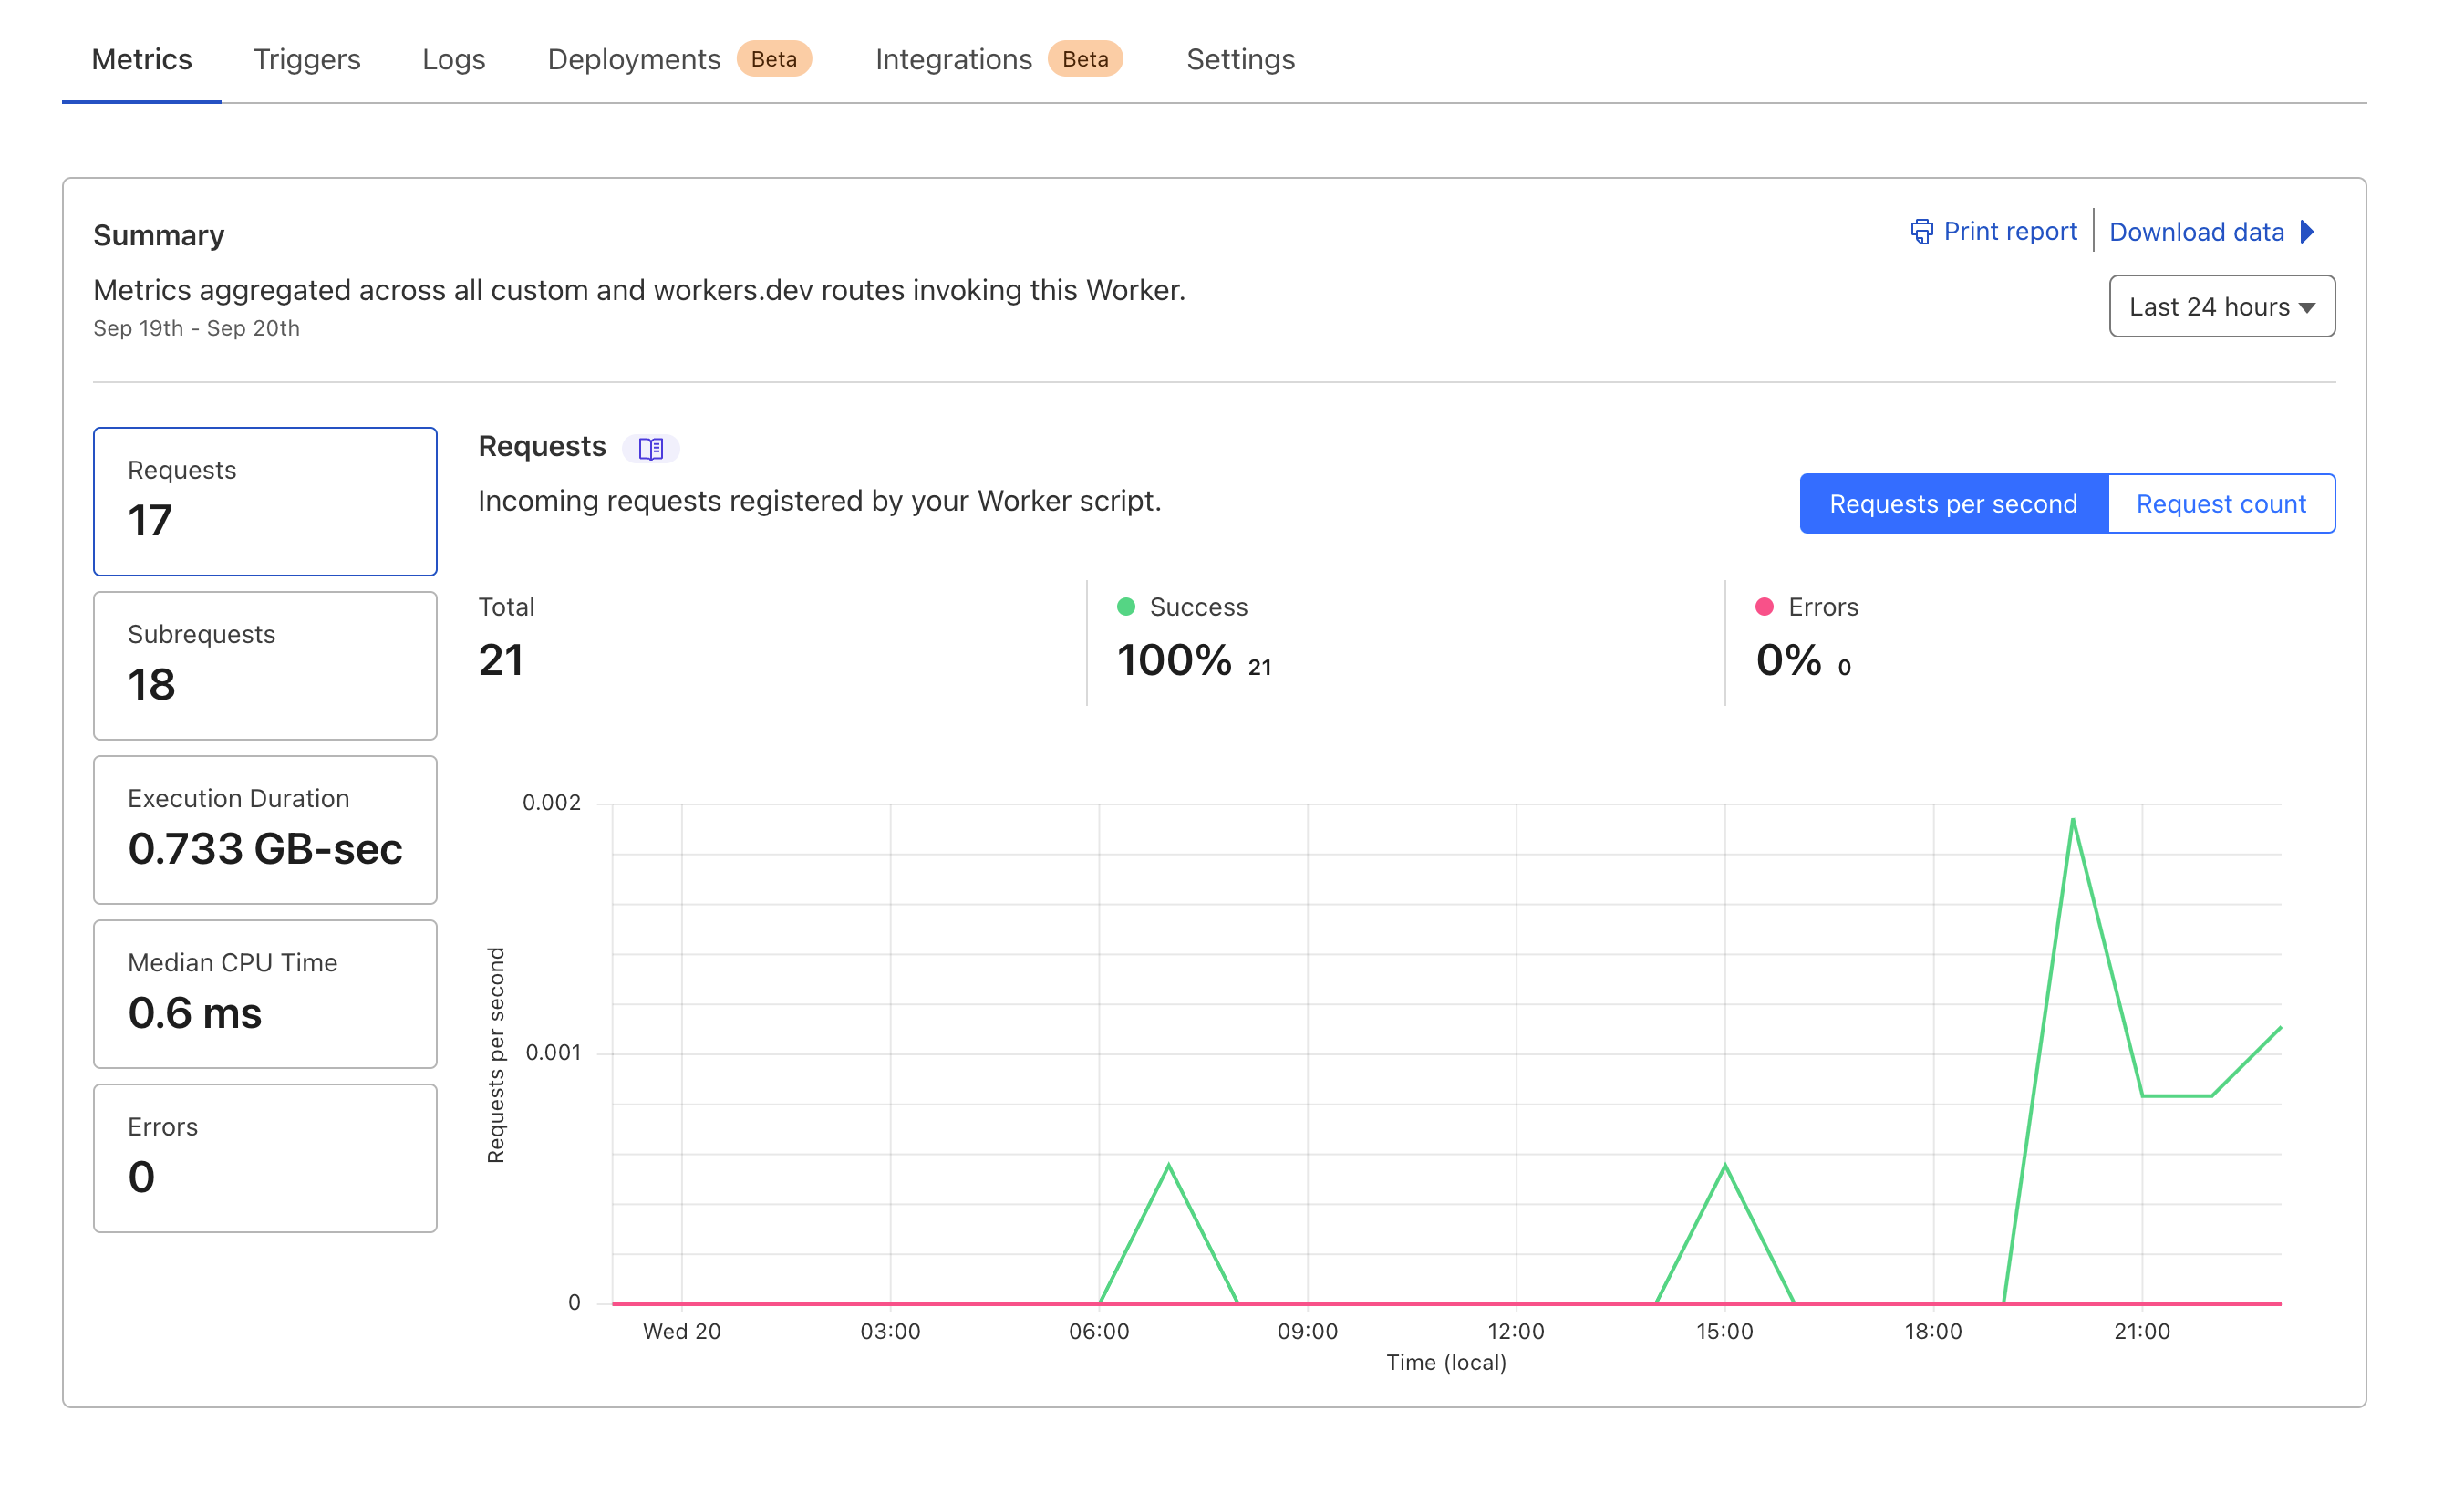 Metrics Triggers Logs Deployments Beta Integrations Beta Settings
Summary
Print report Download data
Metrics aggregated across all custom and workers.dev routes invoking this Worker.
Sep 19th - Sep 20th
Last 24 hours
Requests
17
Subrequests
18
Execution Duration
0.733 GB-sec
Median CPU Time
0.6 ms
Errors
0
Requests
Incoming requests registered by your Worker script.
Requests per second Request count
Total
21
Success
100% 21
Errors
0% 0
Requests per second
0.002
0.001
0
Wed 20 03:00 06:00 09:00 12:00 15:00 18:00 21:00
Time (local)